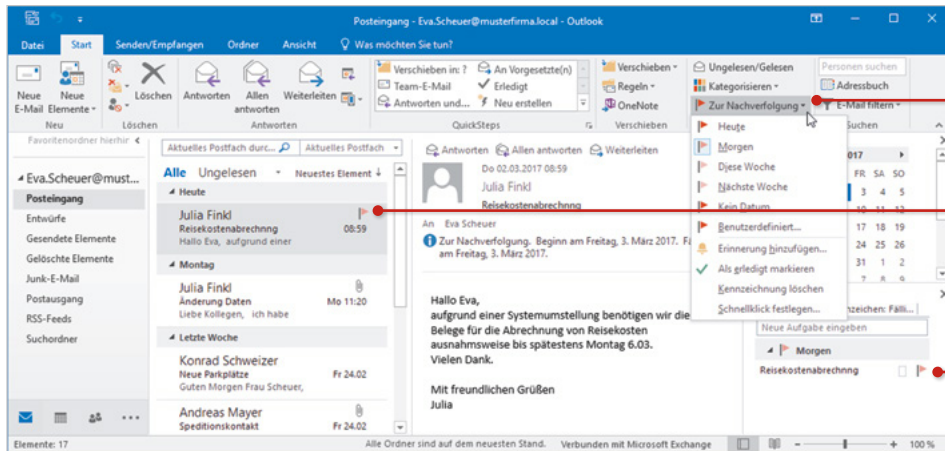 Posteingang - Eva.Scheuer@musterfirma.local - Outlook
Datei Start Senden/Empfangen Ordner Ansicht Was möchten Sie tun?
Neue E-Mail
Neue Elemente
Neu
Löschen
Löschen
Antworten
Allen antworten
Weiterleiten
Antworten
Verschieben in: ?
Team-E-Mail
Antworten und...
An Vorgesetzte(n)
Erledigt
Neu erstellen
QuickSteps
Verschieben
Regeln
OneNote
Verschieben
Ungelesen/Gelesen
Kategorisieren
Zur Nachverfolgung
Personen suchen
Adressbuch
E-Mail filtern
Suchen
Heute
Morgen
Diese Woche
Nächste Woche
Kein Datum
Benutzerdefiniert...
Erinnerung hinzufügen...
Als erledigt markieren
Kennzeichnung löschen
Schnellklick festlegen...
Favoritenordner hierhir
Eva.Scheuer@must...
Posteingang
Entwürfe
Gesendete Elemente
Gelöschte Elemente
Junk-E-Mail
Postausgang
RSS-Feeds
Suchordner
Aktuelles Postfach durc... Aktuelles Postfach
Alle Ungelesen Neuestes Element
Heute
Julia Finkl
Reisekostenabrechnng 08:59
Hallo Eva, aufgrund einer
Montag
Julia Finkl
Änderung Daten Mo 11:20
Liebe Kollegen, ich habe
Letzte Woche
Konrad Schweizer
Neue Parkplätze Fr 24.02
Guten Morgen Frau Scheuer,
Andreas Mayer
Speditionskontakt Fr 24.02
Antworten Allen antworten Weiterleiten
Do 02.03.2017 08:59
Julia Finkl
Reisekostenabrechnng
An Eva Scheuer
Zur Nachverfolgung. Beginn am Freitag, 3. März 2017. Fä
am Freitag, 3. März 2017.
Hallo Eva,
aufgrund einer Systemumstellung benötigen wir die
Belege für die Abrechnung von Reisekosten
ausnahmsweise bis spätestens Montag 6.03.
Vielen Dank.
Mit freundlichen Grüßen
Julia
017
FR SA SO
3 4 5
10 11 12
17 18 19
24 25 26
31 1 2
7 8 9
nzeichen: Fälli...
Neue Aufgabe eingeben
Morgen
Reisekostenabrechnng
Elemente: 17
Alle Ordner sind auf dem neuesten Stand. Verbunden mit Microsoft Exchange
100 %